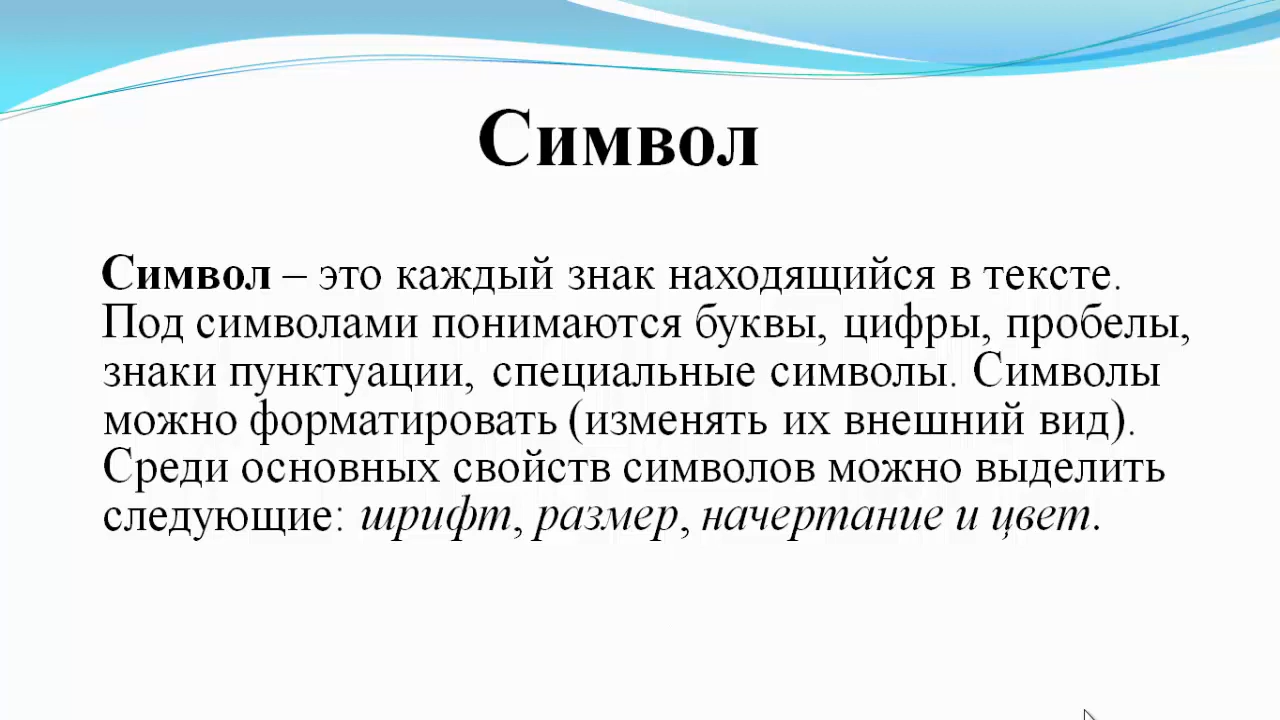 Символ
Символ – это каждый знак находящийся в тексте.
Под символами понимаются буквы, цифры, пробелы,
знаки пунктуации, специальные символы. Символы
можно форматировать (изменять их внешний вид).
Среди основных свойств символов можно выделить
следующие: шрифт, размер, начертание и цвет.